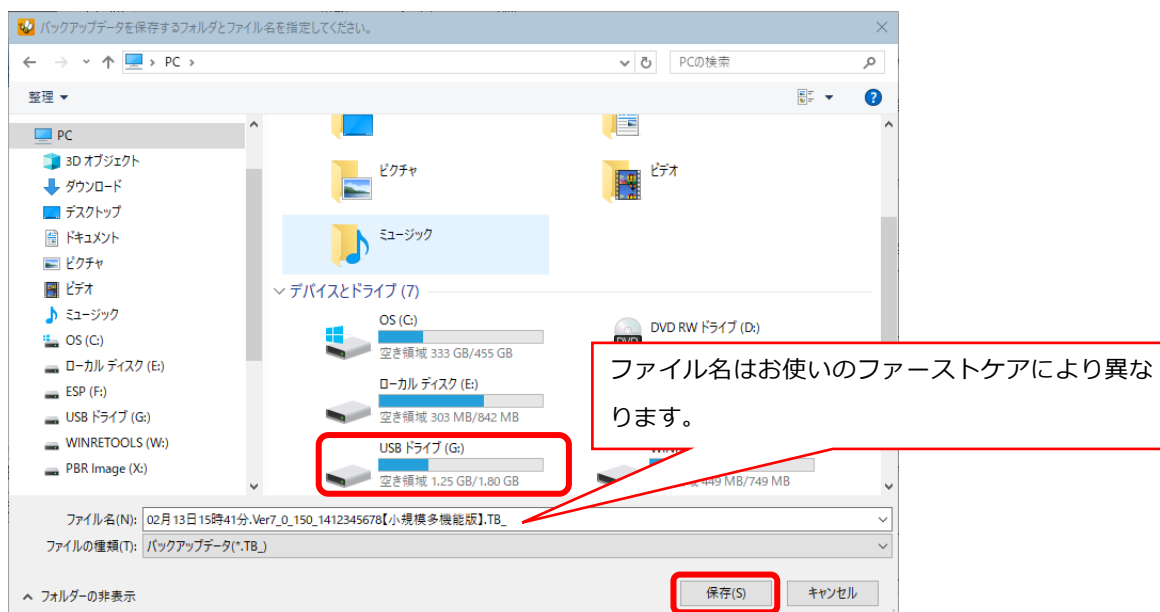 バックアップデータを保存するフォルダとファイル名を指定してください。
PC
PCの検索
整理
PC
3D オブジェクト
ダウンロード
デスクトップ
ドキュメント
ピクチャ
ビデオ
ミュージック
OS (C:)
ローカル ディスク (E:)
ESP (F:)
USB ドライブ (G:)
WINRETOOLS (W:)
PBR Image (X:)
ピクチャ
ビデオ
ミュージック
デバイスとドライブ (7)
OS (C:)
空き領域 333 GB/455 GB
DVD RW ドライブ (D:)
ローカル ディスク (E:)
空き領域 303 MB/842 MB
USB ドライブ (G:)
空き領域 1.25 GB/1.80 GB
449 MB/749 MB
ファイル名はお使いのファーストケアにより異な
ります。
ファイル名(N): 02月13日15時41分.Ver7_0_150_1412345678【小規模多機能版】.TB_
ファイルの種類(T): バックアップデータ(*.TB_)
フォルダーの非表示
保存(S)
キャンセル